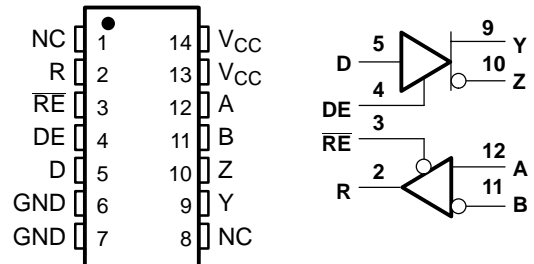 NC 1 14 VCC
R 2 13 VCC
RE 3 12 A
DE 4 11 B
D 5 10 Z
GND 6 9 Y
GND 7 8 NC
9 Y
5 D
10 Z
4 DE
3 RE
12 A
2 R
11 B